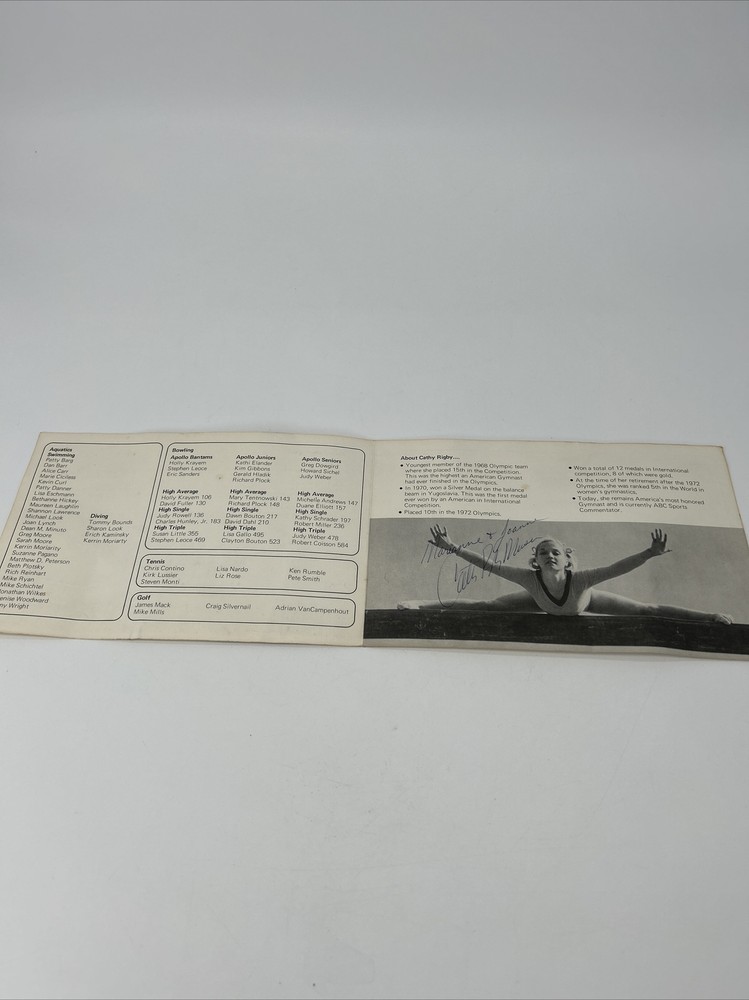 Aquatics
Swimming
Patty Barg
Dan Barr
Alice Carr
Marie Ciciless
Kevin Curl
Patty Danner
Lisa Eschmann
Bethanne Hickey
Maureen Laughlin
Shannon Lawrence
Michael Look
Joan Lynch
Dean M. Minuto
Greg Moore
Sarah Moore
Kerrin Moriarity
Suzanne Pagano
Matthew D. Peterson
Beth Plotsky
Rich Reinhart
Mike Ryan
Mike Schichtel
Jonathan Wilkes
Denise Woodward
ny Wright
Diving
Tommy Bounds
Sharon Look
Erich Kaminsky
Kerrin Moriarty
Bowling
Apollo Bantams
Holly Krayem
Stephen Leoce
Eric Sanders
High Average
Holly Krayem 106
David Fuller 130
High Single
Judy Rowell 136
Charles Hunley, Jr. 183
High Triple
Susan Little 355
Stephen Leoce 469
Apollo Juniors
Kathi Elander
Kim Gibbons
Gerald Hladik
Richard Plock
High Average
Mary Tantrowski 143
Richard Plock 148
High Single
Dawn Bouton 217
David Dahl 210
High Triple
Lisa Gallo 495
Clayton Bouton 523
Apollo Seniors
Greg Dowgird
Howard Sichel
Judy Weber
High Average
Michelle Andrews 147
Duane Elliott 157
High Single
Kathy Schrader 197
Robert Miller 236
High Triple
Judy Weber 478
Robert Coisson 584
Tennis
Chris Contino
Kirk Lussier
Steven Monti
Lisa Nardo
Liz Rose
Ken Rumble
Pete Smith
Golf
James Mack
Mike Mills
Craig Silvernail
Adrian VanCampenhout
About Cathy Rigby....
• Youngest member of the 1968 Olympic team
where she placed 15th in the Competition.
This was the highest an American Gymnast
had ever finished in the Olympics.
• In 1970, won a Silver Medal on the balance
team in Yugoslavia. This was the first medal
ever won by an American in International
Competition.
• Placed 10th in the 1972 Olympics.
• Won a total of 12 medals in International
competition, 8 of which were gold.
• At the time of her retirement after the 1972
Olympics, she was ranked 5th in the World in
women's gymnastics.
• Today, she remains America's most honored
Gymnast and is currently ABC Sports
Commentator.
Marianne & Joanne
Cathy Rigby